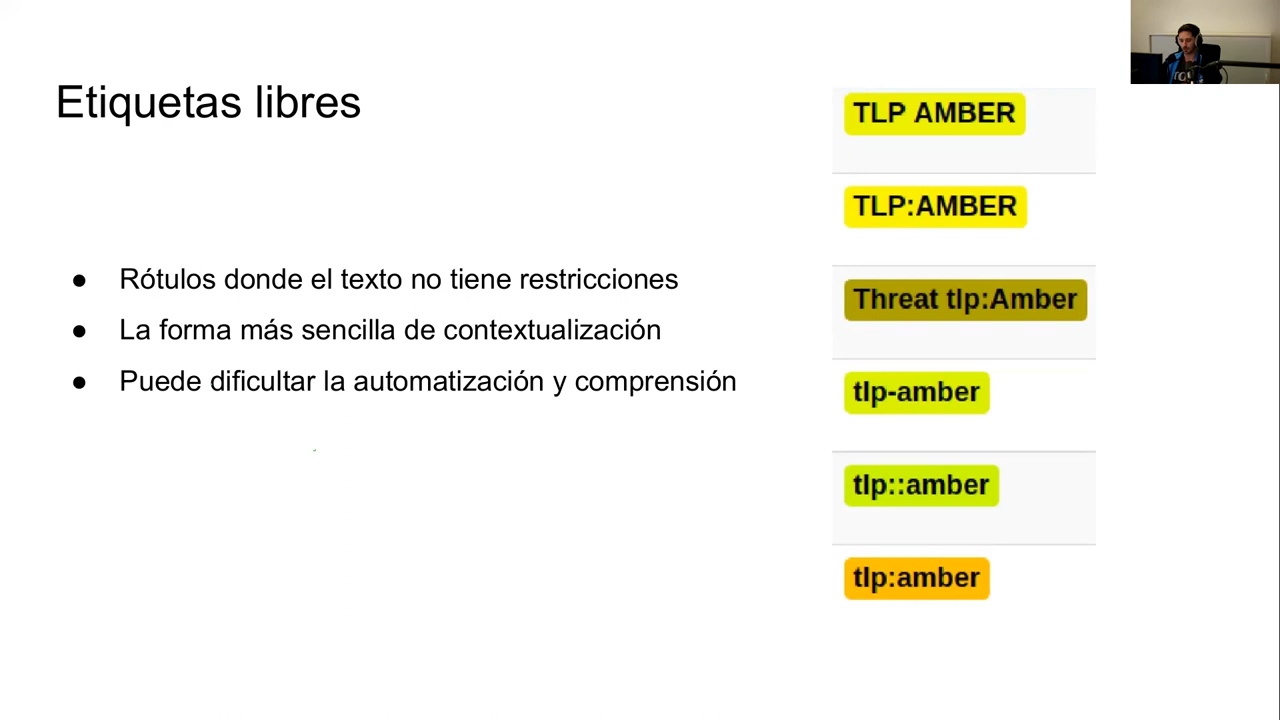 Etiquetas libres
● Rótulos donde el texto no tiene restricciones
● La forma más sencilla de contextualización
● Puede dificultar la automatización y comprensión
TLP AMBER
TLP:AMBER
Threat tlp:Amber
tlp-amber
tlp::amber
tlp:amber